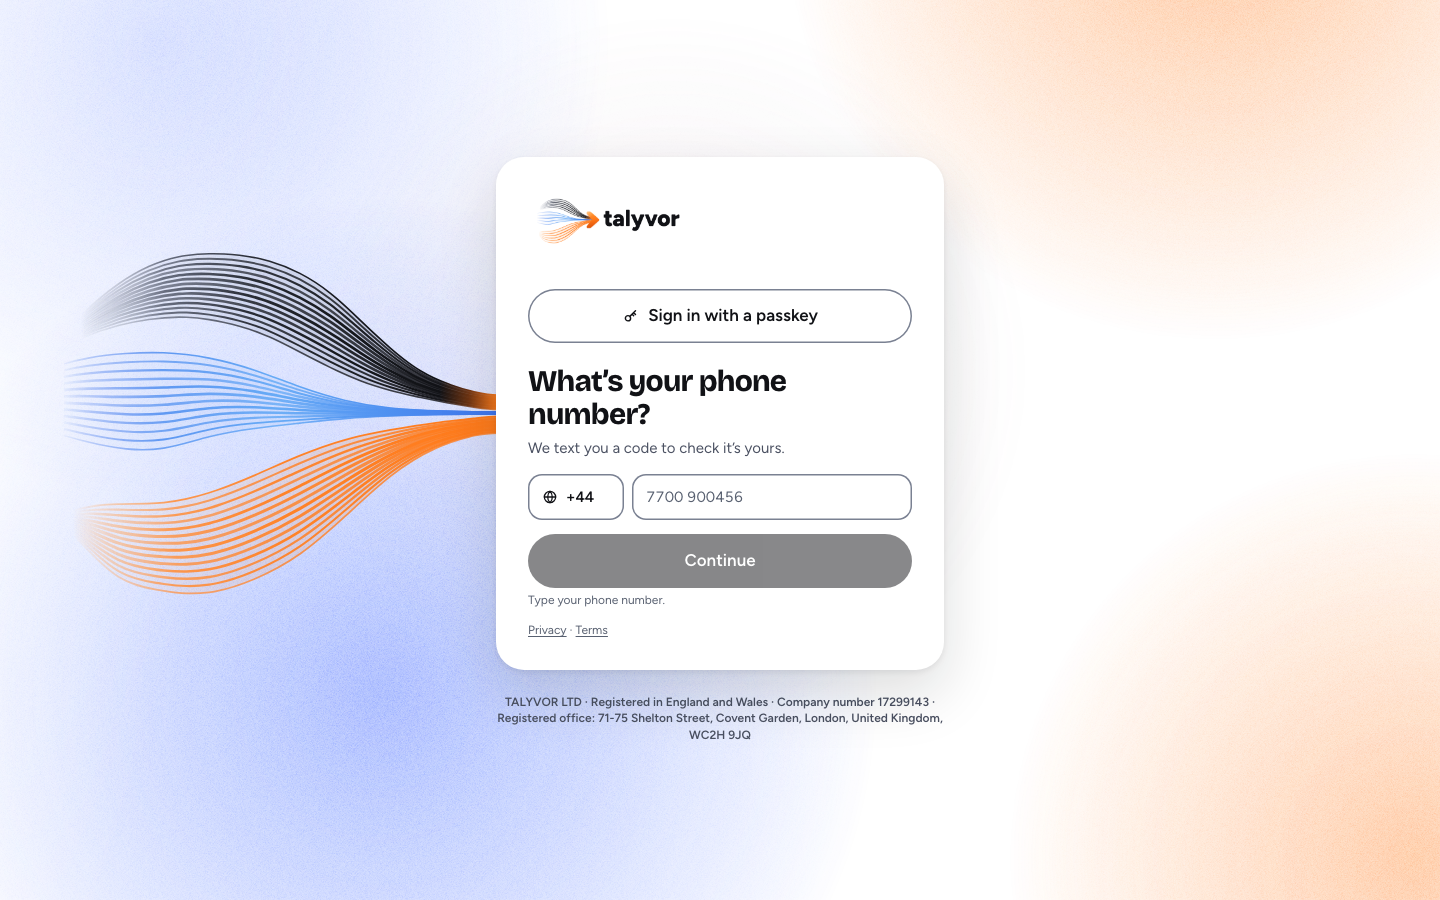 talyvor
Sign in with a passkey
What’s your phone
number?
We text you a code to check it’s yours.
+44
7700 900456
Continue
Type your phone number.
Privacy · Terms
TALYVOR LTD · Registered in England and Wales · Company number 17299143 ·
Registered office: 71-75 Shelton Street, Covent Garden, London, United Kingdom,
WC2H 9JQ